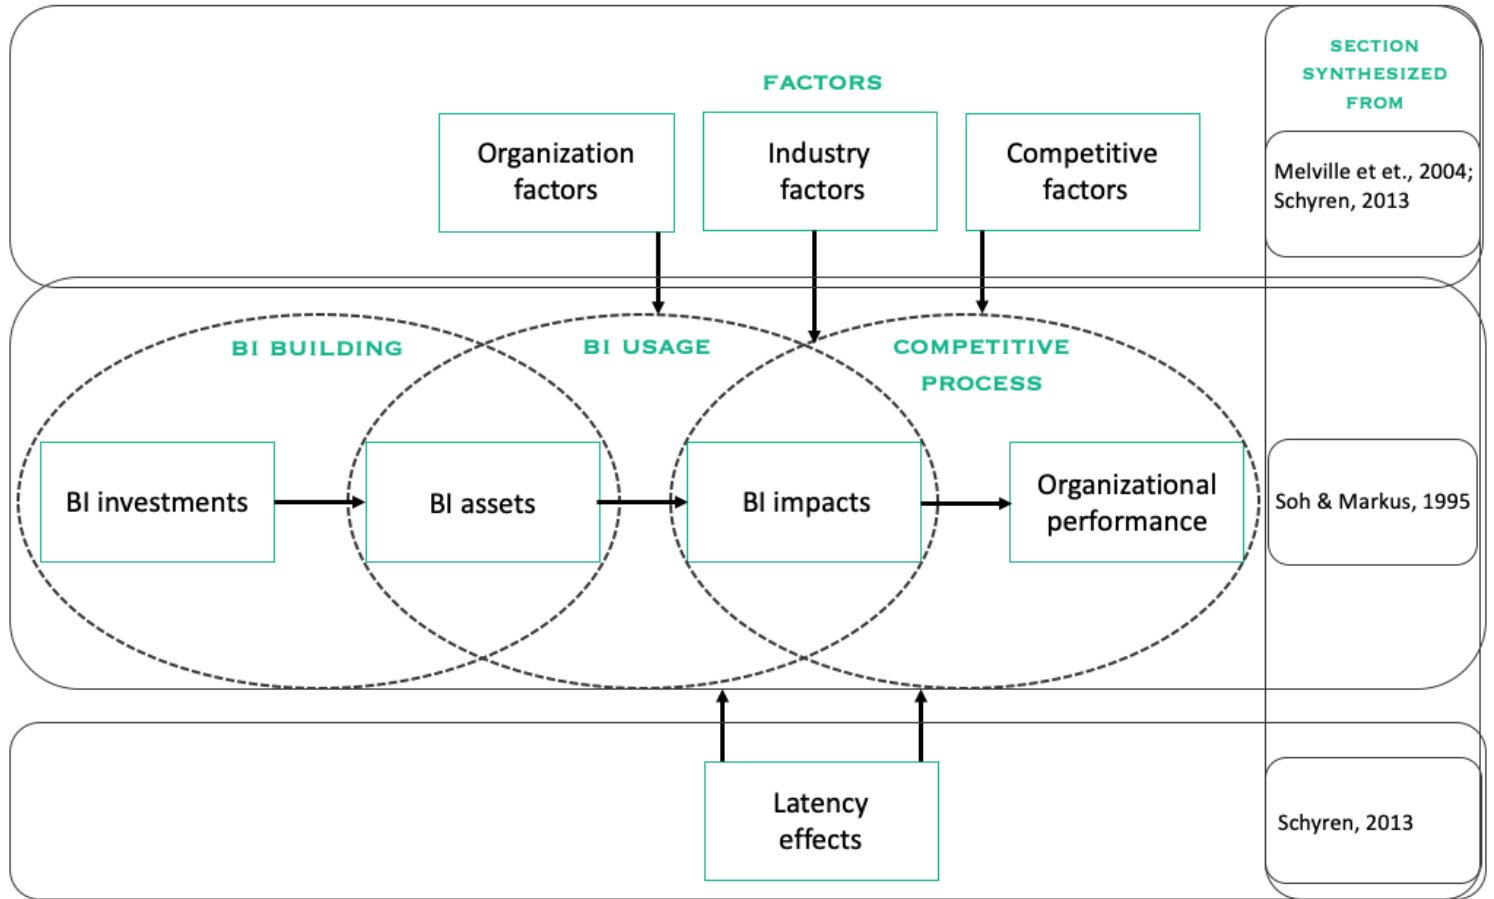 SECTION
SYNTHESIZED
FROM
FACTORS
Organization
factors
Industry
factors
Competitive
factors
Melville et et., 2004;
Schyren, 2013
BI BUILDING
BI USAGE
COMPETITIVE
PROCESS
BI investments
BI assets
BI impacts
Organizational
performance
Soh & Markus, 1995
Latency
effects
Schyren, 2013